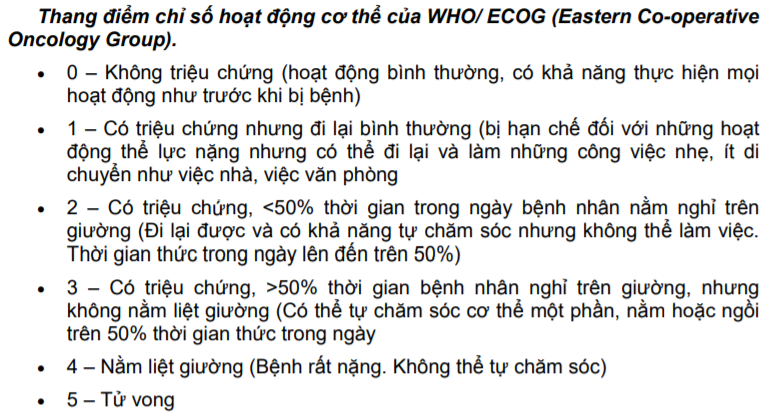 Thang điểm chỉ số hoạt động cơ thể của WHO/ ECOG (Eastern Co-operative
Oncology Group).
• 0 – Không triệu chứng (hoạt động bình thường, có khả năng thực hiện mọi
hoạt động như trước khi bị bệnh)
• 1 – Có triệu chứng nhưng đi lại bình thường (bị hạn chế đối với những hoạt
động thể lực nặng nhưng có thể đi lại và làm những công việc nhẹ, ít di
chuyển như việc nhà, việc văn phòng
• 2 – Có triệu chứng, <50% thời gian trong ngày bệnh nhân nằm nghỉ trên
giường (Đi lại được và có khả năng tự chăm sóc nhưng không thể làm việc.
Thời gian thức trong ngày lên đến trên 50%)
• 3 – Có triệu chứng, >50% thời gian bệnh nhân nghỉ trên giường, nhưng
không nằm liệt giường (Có thể tự chăm sóc cơ thể một phần, nằm hoặc ngồi
trên 50% thời gian thức trong ngày
• 4 – Nằm liệt giường (Bệnh rất nặng. Không thể tự chăm sóc)
• 5 – Tử vong